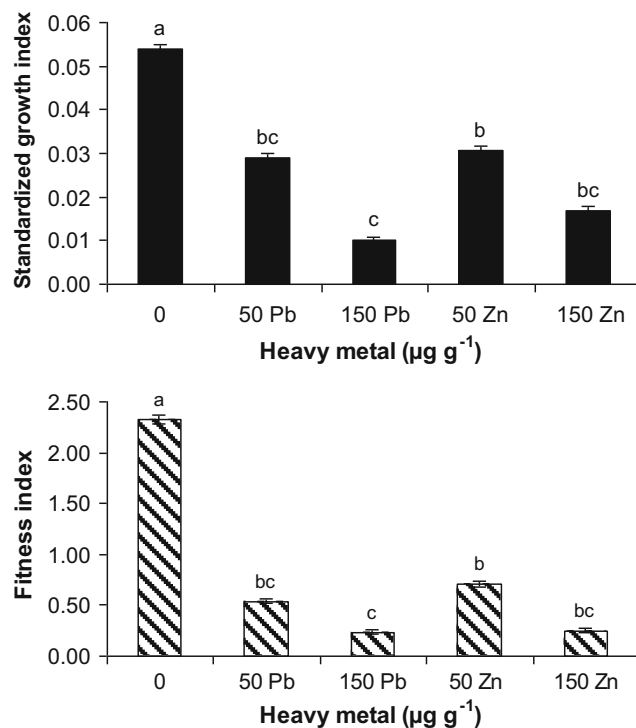 Standardized growth index
0.06
0.05
0.04
0.03
0.02
0.01
0.00
a
bc
c
b
bc
0 50 Pb 150 Pb 50 Zn 150 Zn
Heavy metal (µg g⁻¹)
Fitness index
2.50
2.00
1.50
1.00
0.50
0.00
a
bc
c
b
bc
0 50 Pb 150 Pb 50 Zn 150 Zn
Heavy metal (µg g⁻¹)